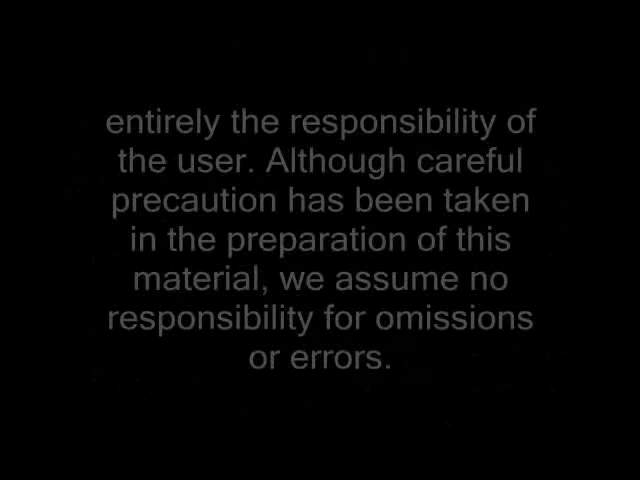 entirely the responsibility of
the user. Although careful
precaution has been taken
in the preparation of this
material, we assume no
responsibility for omissions
or errors.